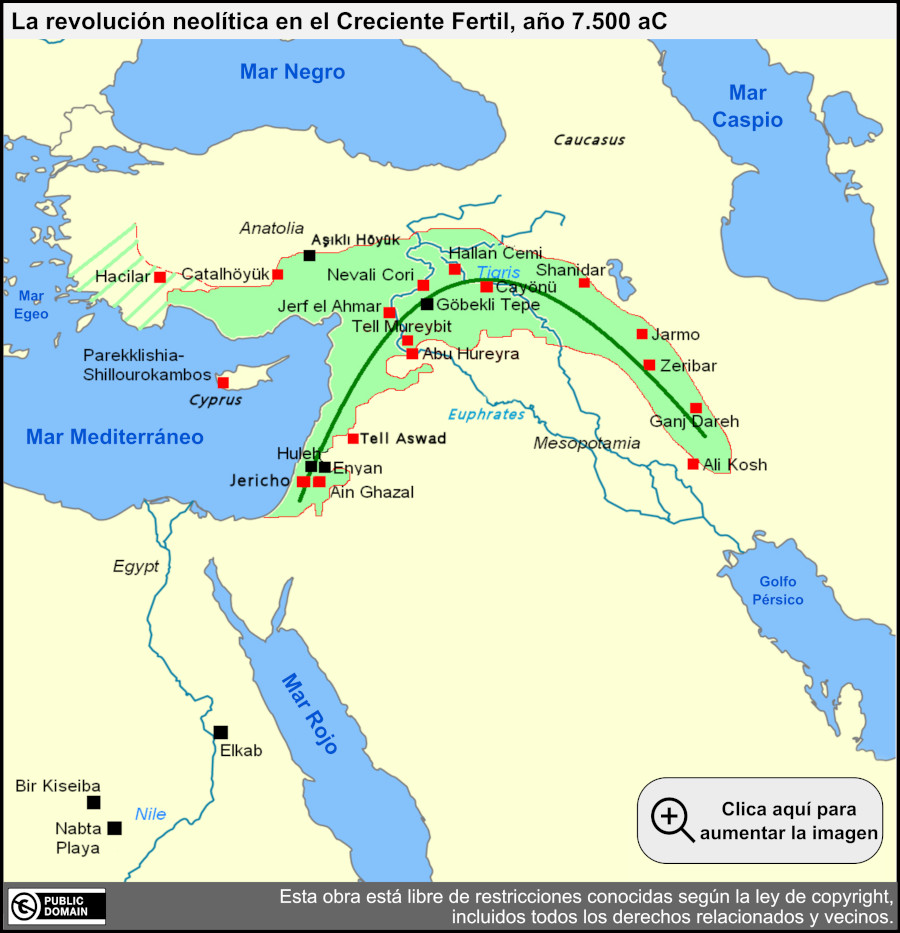 La revolución neolítica en el Creciente Fertil, año 7.500 aC
Mar Negro
Mar
Caspio
Caucasus
Anatolia
Aşıklı Höyük
Hallan Cemi
Hacilar
Catalhöyük
Nevali Cori
Tigris
Shanidar
Cayönü
Mar
Egeo
Jerf el Ahmar
Göbekli Tepe
Tell Mureybit
Jarmo
Abu Hureyra
Parekklishia-
Shillourokambos
Zeribar
Cyprus
Euphrates
Ganj Dareh
Mar Mediterráneo
Tell Aswad
Mesopotamia
Huleh
Enyan
Ali Kosh
Jericho
Ain Ghazal
Egypt
Golfo
Pérsico
Mar Rojo
Elkab
Bir Kiseiba
Nile
Nabta
Playa
Clica aquí para
aumentar la imagen
PUBLIC
DOMAIN
Esta obra está libre de restricciones conocidas según la ley de copyright,
incluidos todos los derechos relacionados y vecinos.